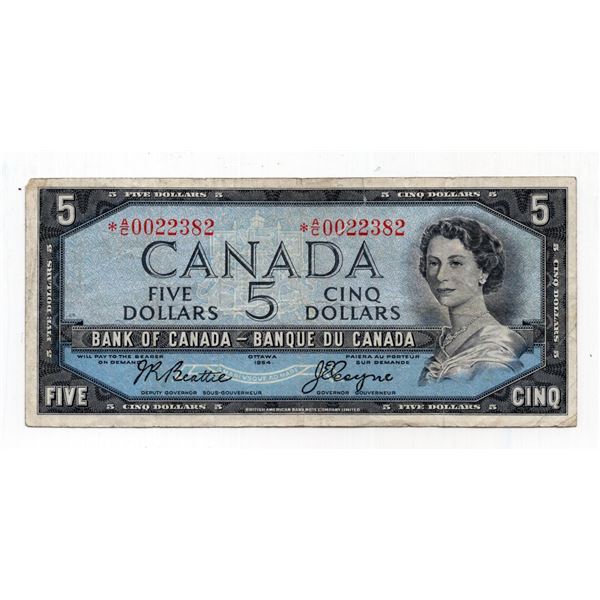 5 FIVE DOLLARS 5 5 CINQ DOLLARS 5
5 5
*A/C0022382 *A/C0022382
CANADA
FIVE DOLLARS 5 CINQ DOLLARS
BANK OF CANADA – BANQUE DU CANADA
WILL PAY TO THE BEARER ON DEMAND OTTAWA 1954 PAIERA AU PORTEUR SUR DEMANDE
JR Beattie J E Coyne
DEPUTY GOVERNOR SOUS-GOUVERNEUR GOVERNOR GOUVERNEUR
FIVE CINQ
5 CINQ DOLLARS 5 5 FIVE DOLLARS 5
BRITISH AMERICAN BANK NOTE COMPANY LIMITED